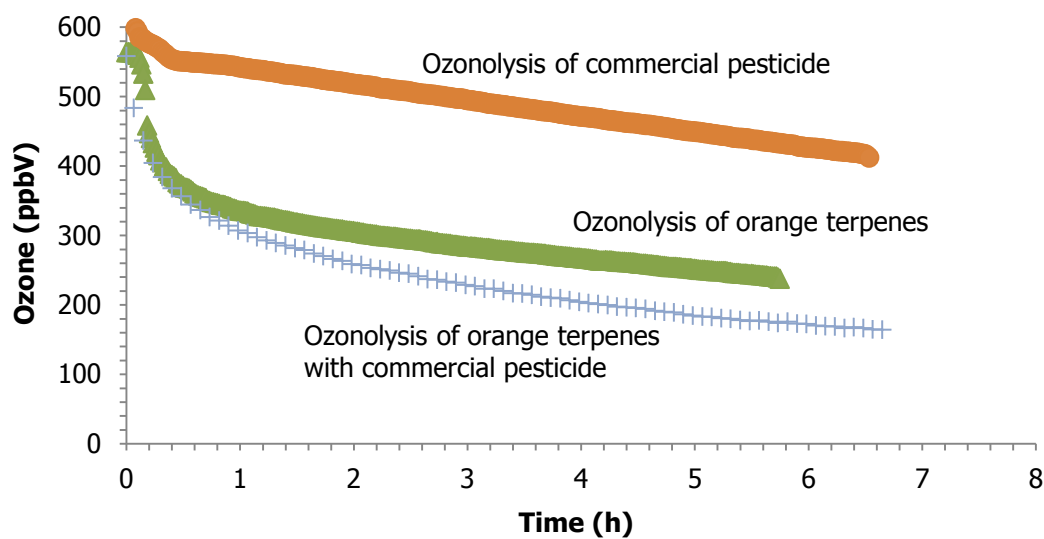 600
500
400
300
200
100
0
Ozone (ppbV)
Ozonolysis of commercial pesticide
Ozonolysis of orange terpenes
Ozonolysis of orange terpenes
with commercial pesticide
0 1 2 3 4 5 6 7 8
Time (h)